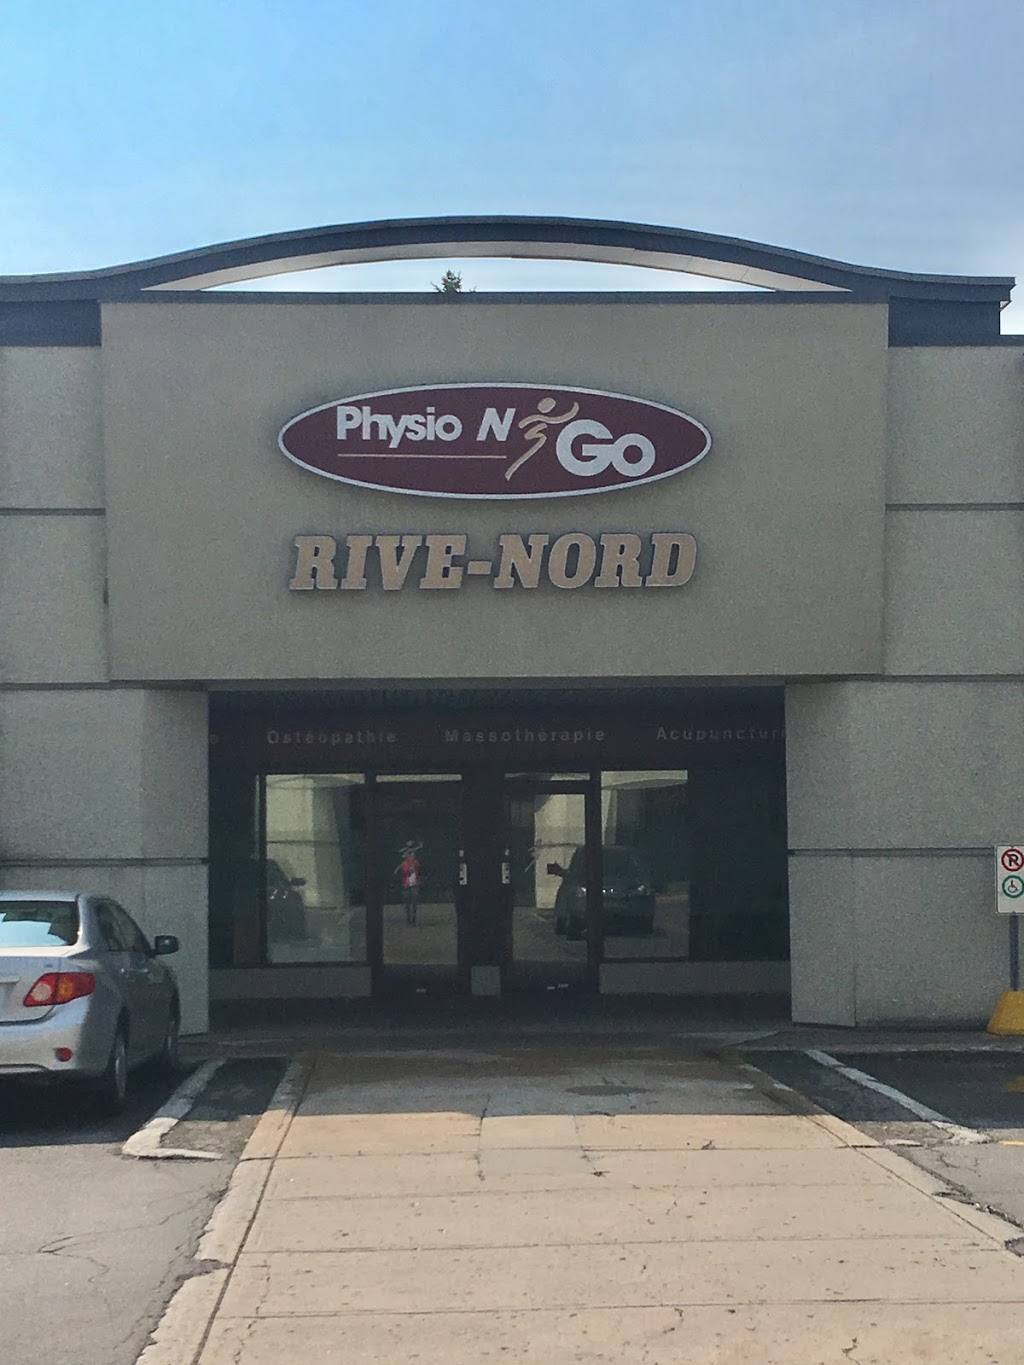 Physio N Go
RIVE-NORD
Ostéopathie Massothérapie Acupuncture
P